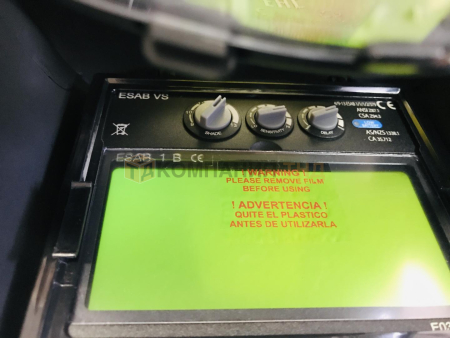 ESAB VS
CE
ANSI Z87.1
CSA Z94.3
AS/NZS 1338.1
SHADE
SENSITIVITY
DELAY
ESAB 1 B CE
WARNING !
PLEASE REMOVE FILM
BEFORE USING
! ADVERTENCIA !
QUITE EL PLASTICO
ANTES DE UTILIZARLA